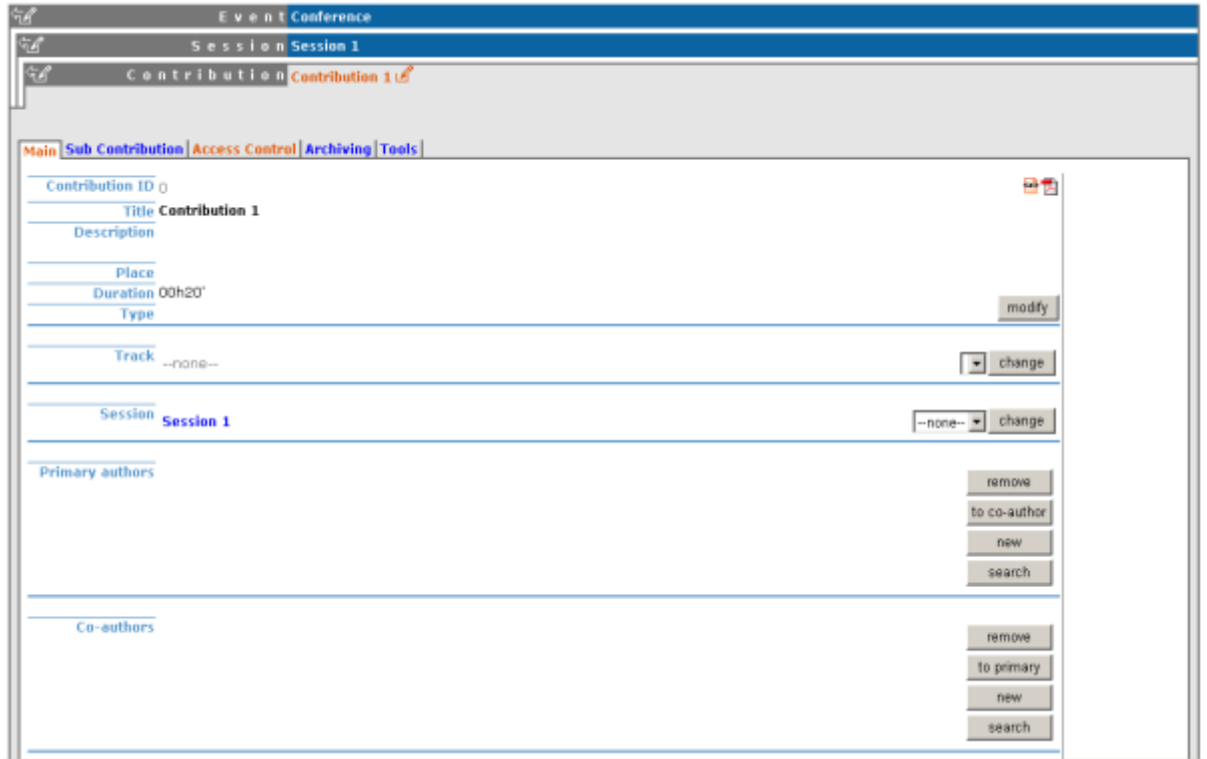 Event Conference
Session Session 1
Contribution Contribution 1
Main Sub Contribution Access Control Archiving Tools
Contribution ID 0
Title Contribution 1
Description
Place
Duration 00h20'
Type modify
Track --none-- change
Session Session 1 --none-- change
Primary authors
remove
to co-author
new
search
Co-authors
remove
to primary
new
search